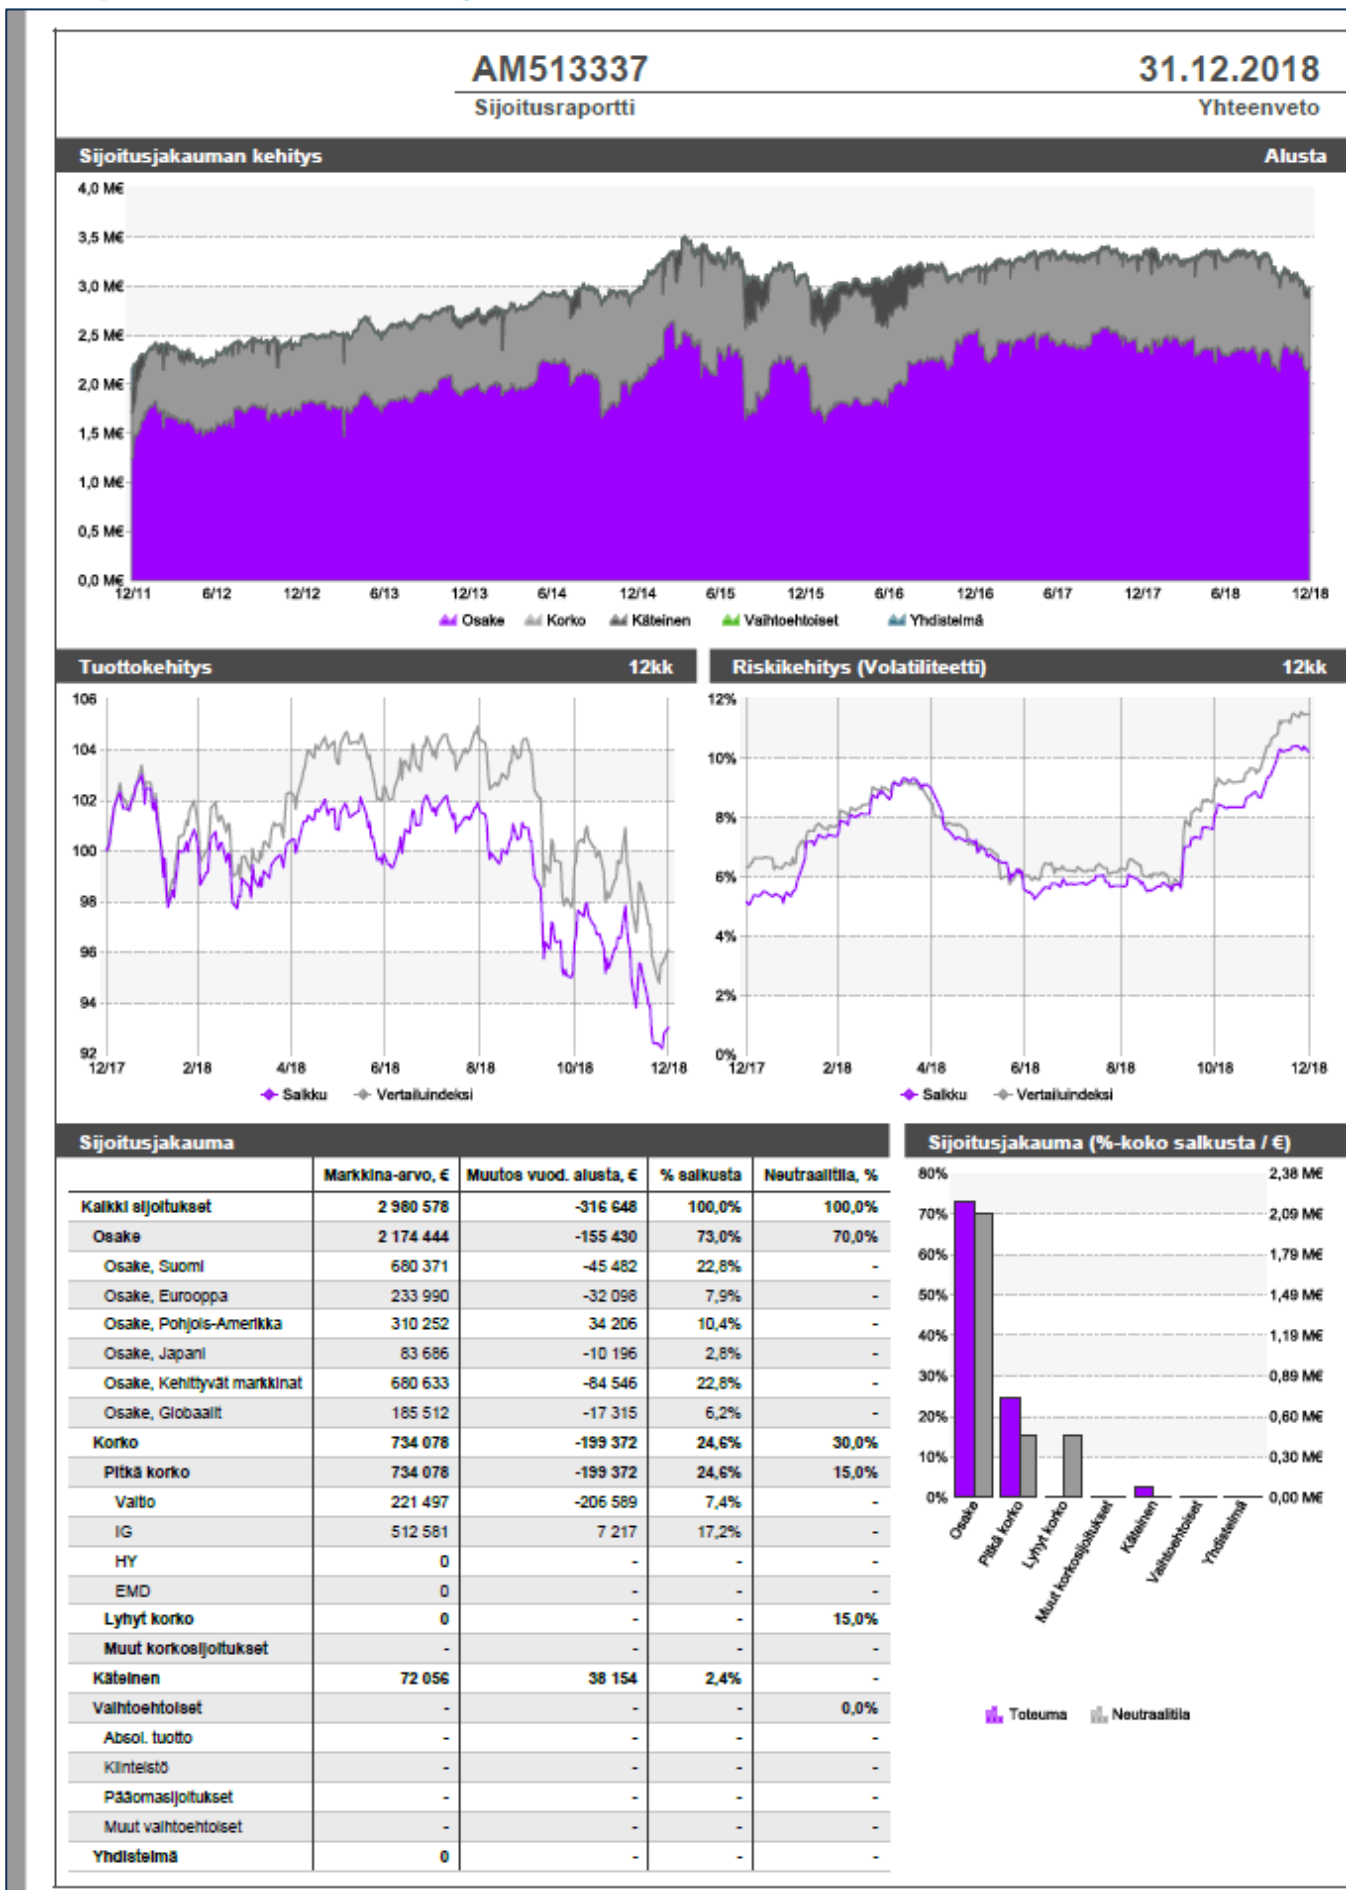 AM513337 31.12.2018
Sijoitusraportti Yhteenveto
Sijoitusjakauman kehitys Alusta
4,0 M€
3,5 M€
3,0 M€
2,5 M€
2,0 M€
1,5 M€
1,0 M€
0,5 M€
0,0 M€
12/11 6/12 12/12 6/13 12/13 6/14 12/14 6/15 12/15 6/16 12/16 6/17 12/17 6/18 12/18
Osake Korko Käteinen Vaihtoehtoiset Yhdistelmä
Tuottokehitys 12kk
106
104
102
100
98
96
94
92
12/17 2/18 4/18 6/18 8/18 10/18 12/18
Salkku Vertailuindeksi
Riskikehitys (Volatiliteetti) 12kk
12%
10%
8%
6%
4%
2%
0%
12/17 2/18 4/18 6/18 8/18 10/18 12/18
Salkku Vertailuindeksi
Sijoitusjakauma
Markkina-arvo, € Muutos vuod. alusta, € % salkusta Neutraalitila, %
Kaikki sijoitukset 2 980 578 -316 648 100,0% 100,0%
Osake 2 174 444 -155 430 73,0% 70,0%
Osake, Suomi 680 371 -45 482 22,8% -
Osake, Eurooppa 233 990 -32 098 7,9% -
Osake, Pohjois-Amerikka 310 252 34 206 10,4% -
Osake, Japani 83 686 -10 196 2,8% -
Osake, Kehittyvät markkinat 680 633 -84 546 22,8% -
Osake, Globaalit 185 512 -17 315 6,2% -
Korko 734 078 -199 372 24,6% 30,0%
Pitkä korko 734 078 -199 372 24,6% 15,0%
Valtio 221 497 -206 589 7,4% -
IG 512 581 7 217 17,2% -
HY 0 - - -
EMD 0 - - -
Lyhyt korko 0 - - 15,0%
Muut korkosijoitukset - - - -
Käteinen 72 056 38 154 2,4% -
Vaihtoehtoiset - - - 0,0%
Absol. tuotto - - - -
Kiinteistö - - - -
Pääomasijoitukset - - - -
Muut vaihtoehtoiset - - - -
Yhdistelmä 0 - - -
Sijoitusjakauma (%-koko salkusta / €)
80% 2,38 M€
70% 2,09 M€
60% 1,79 M€
50% 1,49 M€
40% 1,19 M€
30% 0,89 M€
20% 0,60 M€
10% 0,30 M€
0% 0,00 M€
Osake Pitkä korko Lyhyt korko Muut korkosijoitukset Käteinen Vaihtoehtoiset Yhdistelmä
Toteuma Neutraalitila